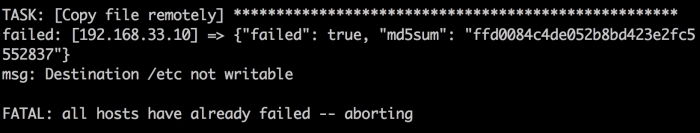 TASK: [Copy file remotely] ****************************************************
failed: [192.168.33.10] => {"failed": true, "md5sum": "ffd0084c4de052b8bd423e2fc5
552837"}
msg: Destination /etc not writable
FATAL: all hosts have already failed -- aborting